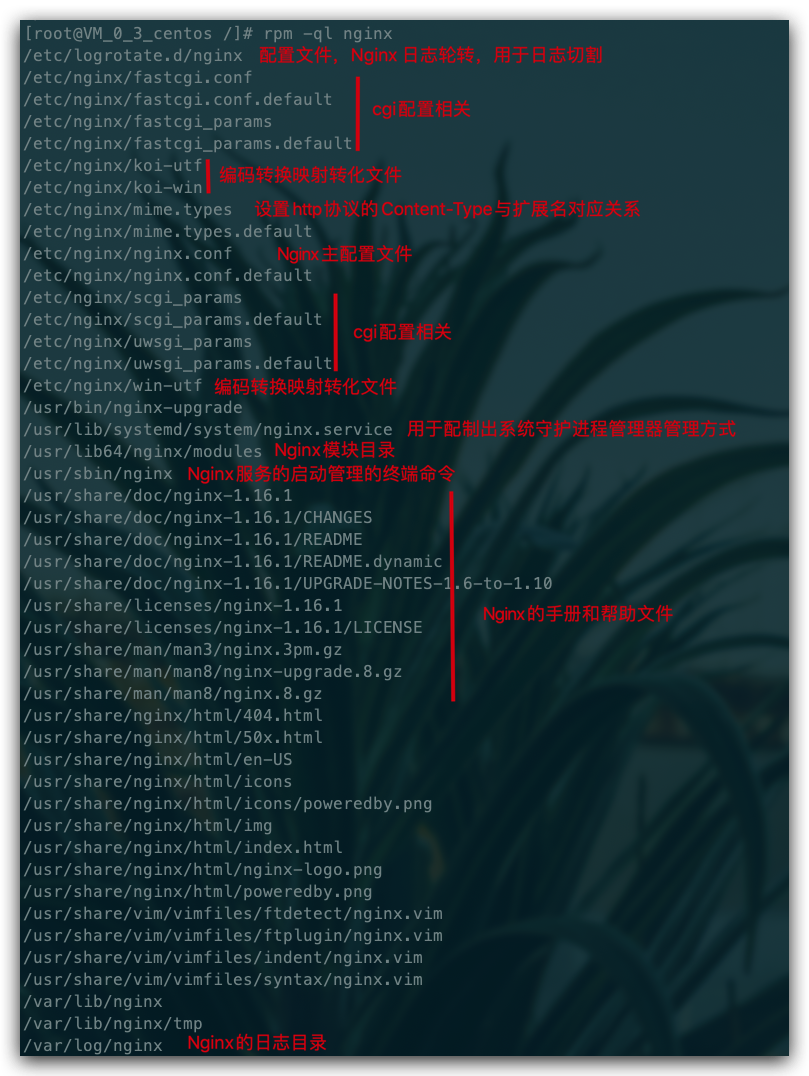 [root@VM_0_3_centos /]# rpm -ql nginx
/etc/logrotate.d/nginx 配置文件，Nginx 日志轮转，用于日志切割
/etc/nginx/fastcgi.conf
/etc/nginx/fastcgi.conf.default
cgi配置相关
/etc/nginx/fastcgi_params
/etc/nginx/fastcgi_params.default
/etc/nginx/koi-utf
编码转换映射转化文件
/etc/nginx/koi-win
/etc/nginx/mime.types 设置http协议的Content-Type与扩展名对应关系
/etc/nginx/mime.types.default
/etc/nginx/nginx.conf Nginx主配置文件
/etc/nginx/nginx.conf.default
/etc/nginx/scgi_params
/etc/nginx/scgi_params.default
cgi配置相关
/etc/nginx/uwsgi_params
/etc/nginx/uwsgi_params.default
/etc/nginx/win-utf 编码转换映射转化文件
/usr/bin/nginx-upgrade
/usr/lib/systemd/system/nginx.service 用于配制出系统守护进程管理器管理方式
/usr/lib64/nginx/modules Nginx模块目录
/usr/sbin/nginx Nginx服务的启动管理的终端命令
/usr/share/doc/nginx-1.16.1
/usr/share/doc/nginx-1.16.1/CHANGES
/usr/share/doc/nginx-1.16.1/README
/usr/share/doc/nginx-1.16.1/README.dynamic
/usr/share/doc/nginx-1.16.1/UPGRADE-NOTES-1.6-to-1.10
/usr/share/licenses/nginx-1.16.1
Nginx的手册和帮助文件
/usr/share/licenses/nginx-1.16.1/LICENSE
/usr/share/man/man3/nginx.3pm.gz
/usr/share/man/man8/nginx-upgrade.8.gz
/usr/share/man/man8/nginx.8.gz
/usr/share/nginx/html/404.html
/usr/share/nginx/html/50x.html
/usr/share/nginx/html/en-US
/usr/share/nginx/html/icons
/usr/share/nginx/html/icons/poweredby.png
/usr/share/nginx/html/img
/usr/share/nginx/html/index.html
/usr/share/nginx/html/nginx-logo.png
/usr/share/nginx/html/poweredby.png
/usr/share/vim/vimfiles/ftdetect/nginx.vim
/usr/share/vim/vimfiles/ftplugin/nginx.vim
/usr/share/vim/vimfiles/indent/nginx.vim
/usr/share/vim/vimfiles/syntax/nginx.vim
/var/lib/nginx
/var/lib/nginx/tmp
/var/log/nginx Nginx的日志目录